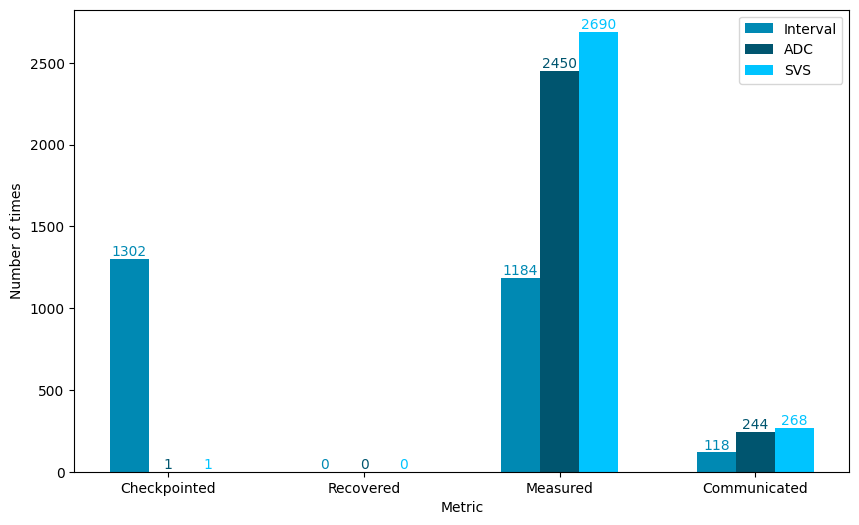 Interval
ADC
SVS
2690
2450
1302
1184
1 1
0 0 0
118 244 268
2500
2000
1500
1000
500
0
Number of times
Checkpointed Recovered Measured Communicated
Metric